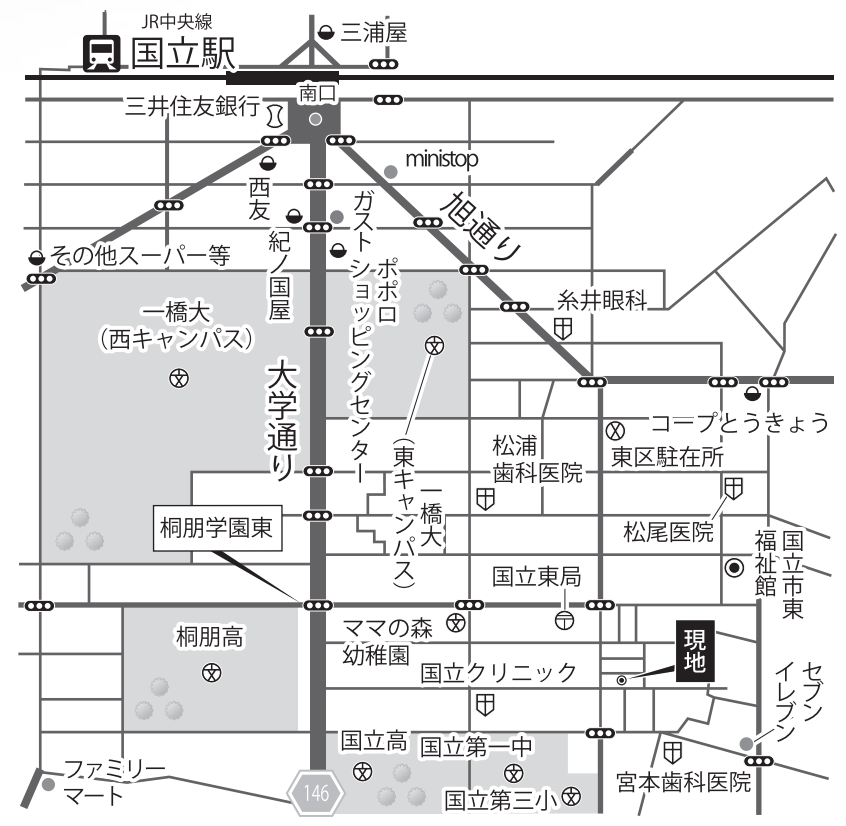 JR中央線
国立駅
三浦屋
南口
三井住友銀行
ministop
西友
ガスト
旭通り
紀ノ国屋
ポポロ
ショッピングセンター
その他スーパー等
一橋大
（西キャンパス）
糸井眼科
大学通り
コープとうきょう
東区駐在所
松浦
歯科医院
一橋大
（東キャンパス）
松尾医院
桐朋学園東
国立市東
福祉館
国立東局
桐朋高
ママの森
幼稚園
現地
国立クリニック
セブン
イレブン
国立高
国立第一中
ファミリー
マート
146
国立第三小
宮本歯科医院